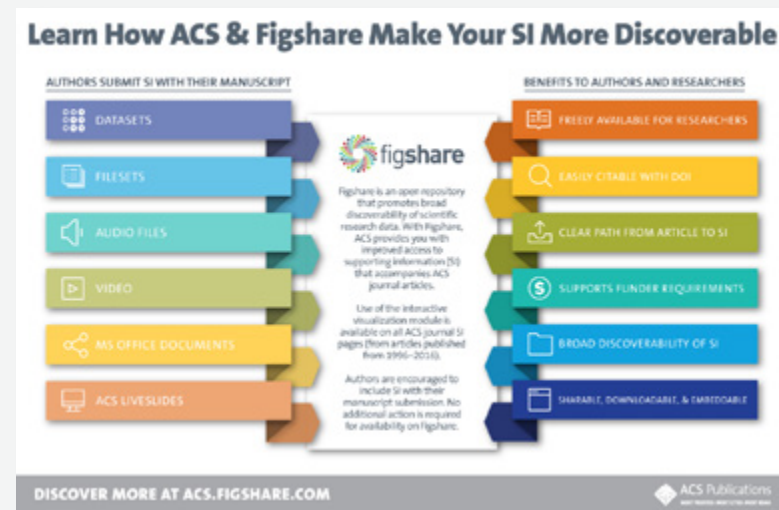 Learn How ACS & Figshare Make Your SI More Discoverable
AUTHORS SUBMIT SI WITH THEIR MANUSCRIPT
DATASETS
FILESETS
AUDIO FILES
VIDEO
MS OFFICE DOCUMENTS
ACS LIVESLIDES
figshare
Figshare is an open repository
that promotes broad
discoverability of scientific
research data. With Figshare,
ACS provides you with
improved access to
supporting information (SI)
that accompanies ACS
journal articles.
Use of the interactive
visualization module is
available on all ACS journal SI
pages (from articles published
from 1996–2016).
Authors are encouraged to
include SI with their
manuscript submission. No
additional action is required
for availability on Figshare.
BENEFITS TO AUTHORS AND RESEARCHERS
FREELY AVAILABLE FOR RESEARCHERS
EASILY CITABLE WITH DOI
CLEAR PATH FROM ARTICLE TO SI
SUPPORTS FUNDER REQUIREMENTS
BROAD DISCOVERABILITY OF SI
SHARABLE, DOWNLOADABLE, & EMBEDDABLE
DISCOVER MORE AT ACS.FIGSHARE.COM
ACS Publications